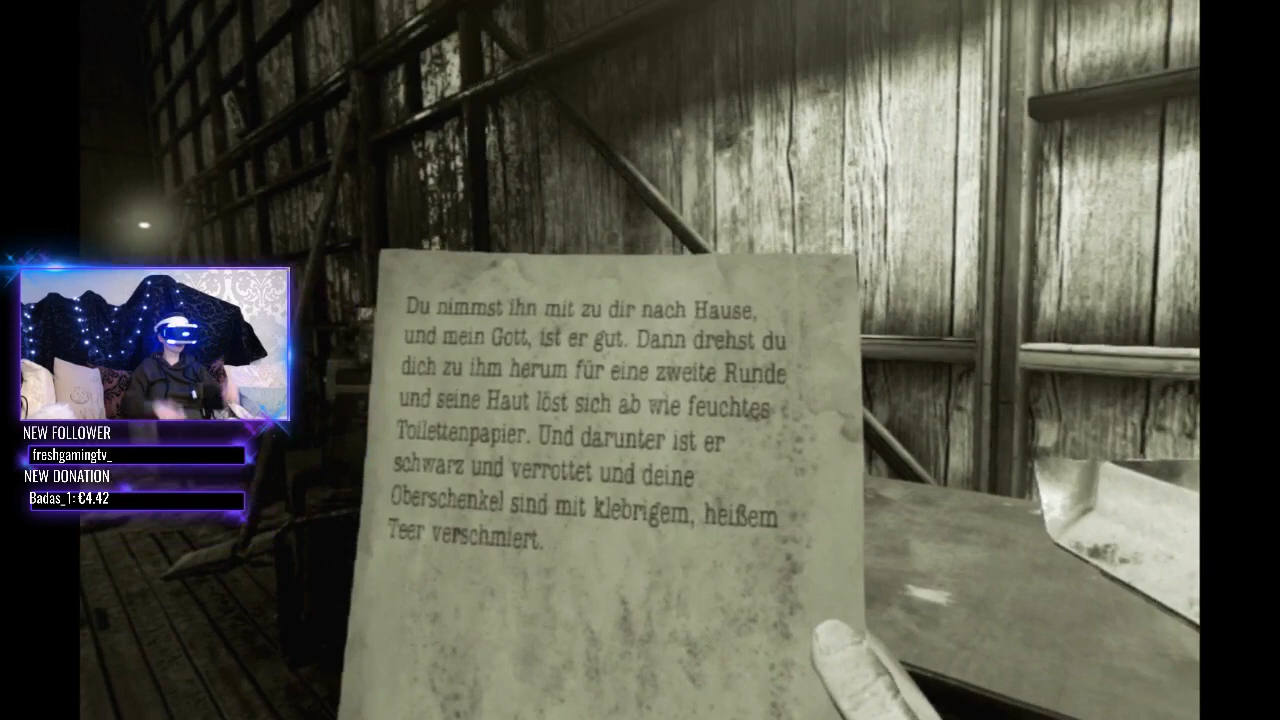 Du nimmst ihn mit zu dir nach Hause,
und mein Gott, ist er gut. Dann drehst du
dich zu ihm herum für eine zweite Runde
und seine Haut löst sich ab wie feuchtes
Toilettenpapier. Und darunter ist er
schwarz und verrottet und deine
Oberschenkel sind mit klebrigem, heißem
Teer verschmiert.
NEW FOLLOWER
freshgamingtv_
NEW DONATION
Badas_1: €4.42